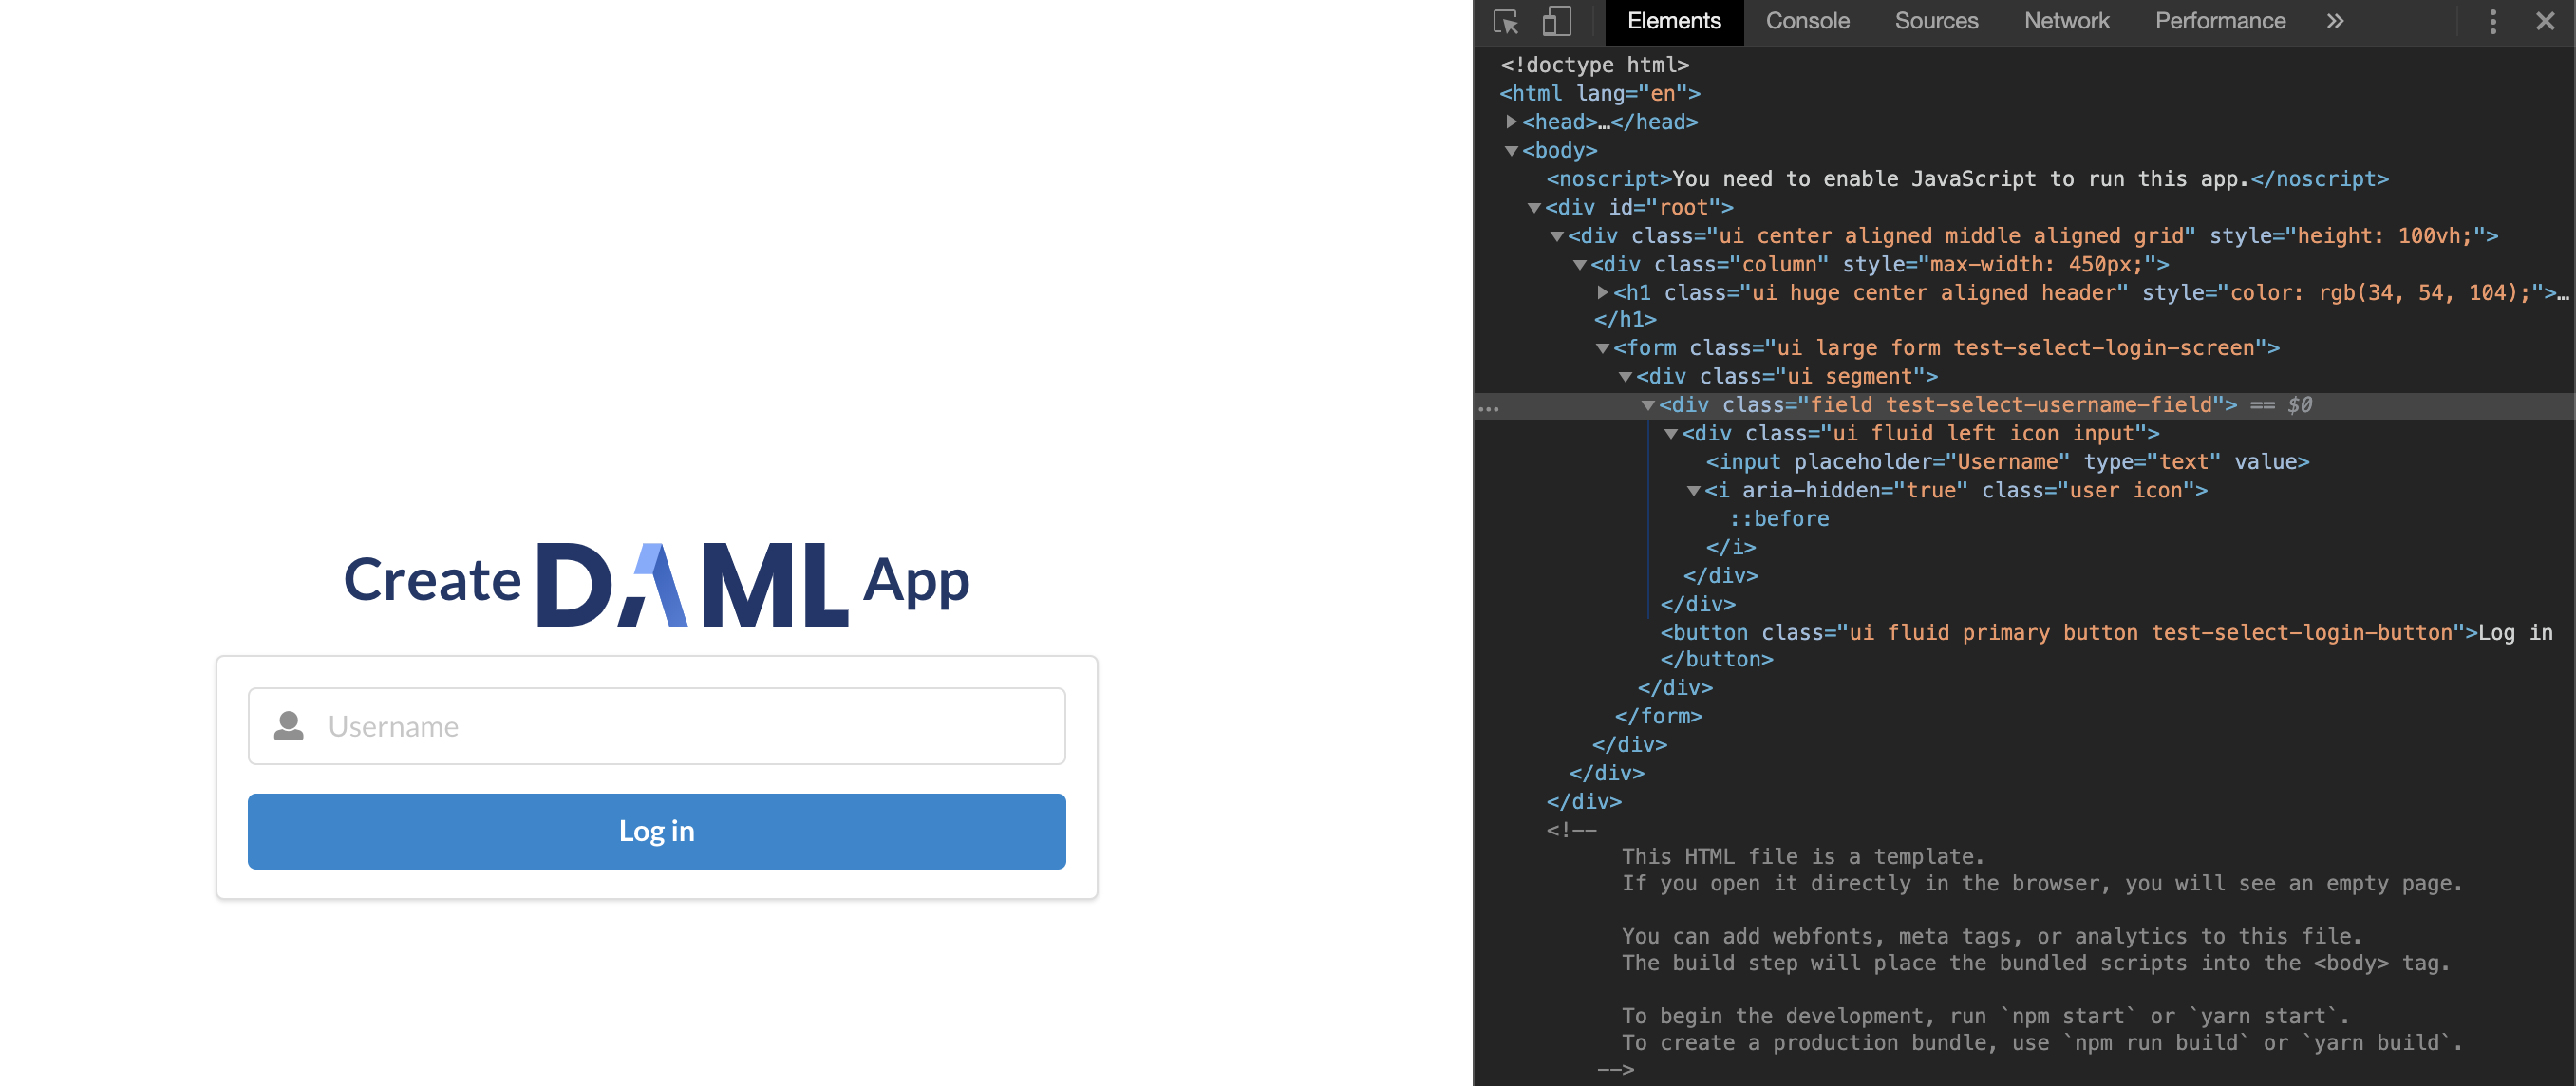 Create DAML App
Username
Log in
Elements Console Sources Network Performance »
<!doctype html>
<html lang="en">
<head>…</head>
<body>
<noscript>You need to enable JavaScript to run this app.</noscript>
<div id="root">
<div class="ui center aligned middle aligned grid" style="height: 100vh;">
<div class="column" style="max-width: 450px;">
<h1 class="ui huge center aligned header" style="color: rgb(34, 54, 104);">…
</h1>
<form class="ui large form test-select-login-screen">
<div class="ui segment">
… <div class="field test-select-username-field"> == $0
<div class="ui fluid left icon input">
<input placeholder="Username" type="text" value>
<i aria-hidden="true" class="user icon">
::before
</i>
</div>
</div>
<button class="ui fluid primary button test-select-login-button">Log in
</button>
</div>
</form>
</div>
</div>
</div>
<!--
This HTML file is a template.
If you open it directly in the browser, you will see an empty page.
You can add webfonts, meta tags, or analytics to this file.
The build step will place the bundled scripts into the <body> tag.
To begin the development, run `npm start` or `yarn start`.
To create a production bundle, use `npm run build` or `yarn build`.
-->